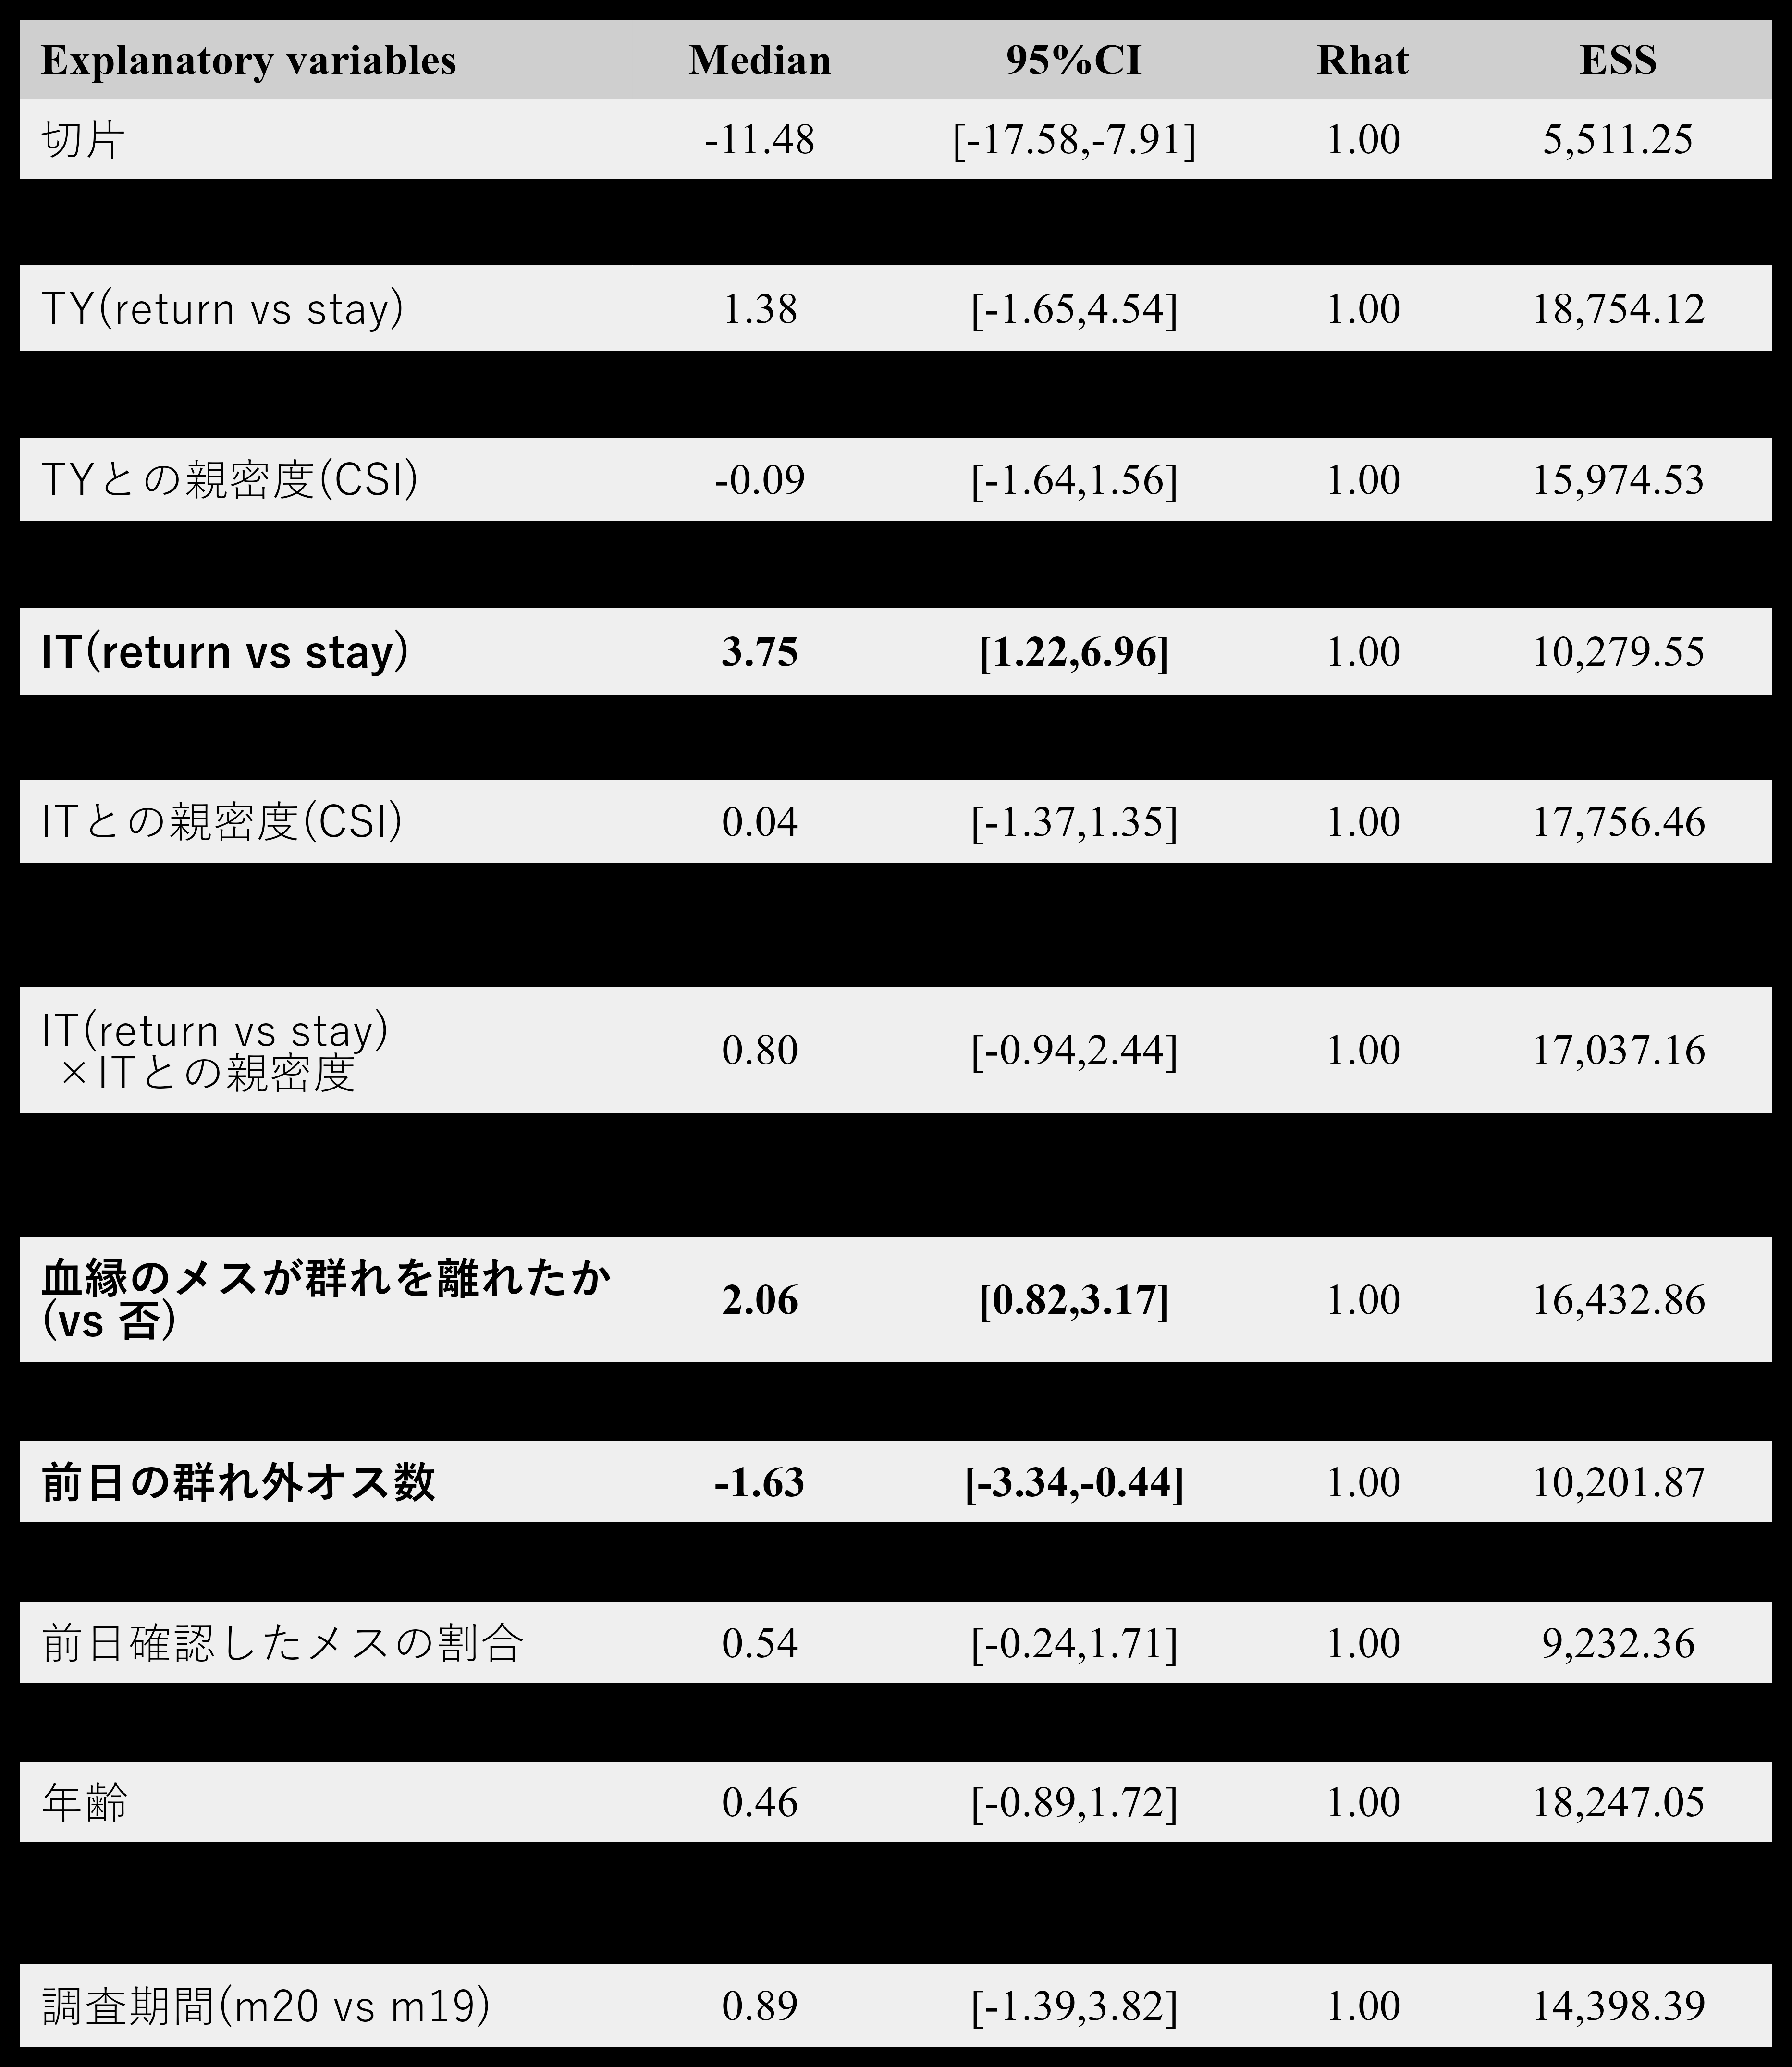 Explanatory variables Median 95%CI Rhat ESS
切片 -11.48 [-17.58,-7.91] 1.00 5,511.25
TY(return vs stay) 1.38 [-1.65,4.54] 1.00 18,754.12
TYとの親密度(CSI) -0.09 [-1.64,1.56] 1.00 15,974.53
IT(return vs stay) 3.75 [1.22,6.96] 1.00 10,279.55
ITとの親密度(CSI) 0.04 [-1.37,1.35] 1.00 17,756.46
IT(return vs stay)
×ITとの親密度 0.80 [-0.94,2.44] 1.00 17,037.16
血縁のメスが群れを離れたか
(vs 否) 2.06 [0.82,3.17] 1.00 16,432.86
前日の群れ外オス数 -1.63 [-3.34,-0.44] 1.00 10,201.87
前日確認したメスの割合 0.54 [-0.24,1.71] 1.00 9,232.36
年齢 0.46 [-0.89,1.72] 1.00 18,247.05
調査期間(m20 vs m19) 0.89 [-1.39,3.82] 1.00 14,398.39